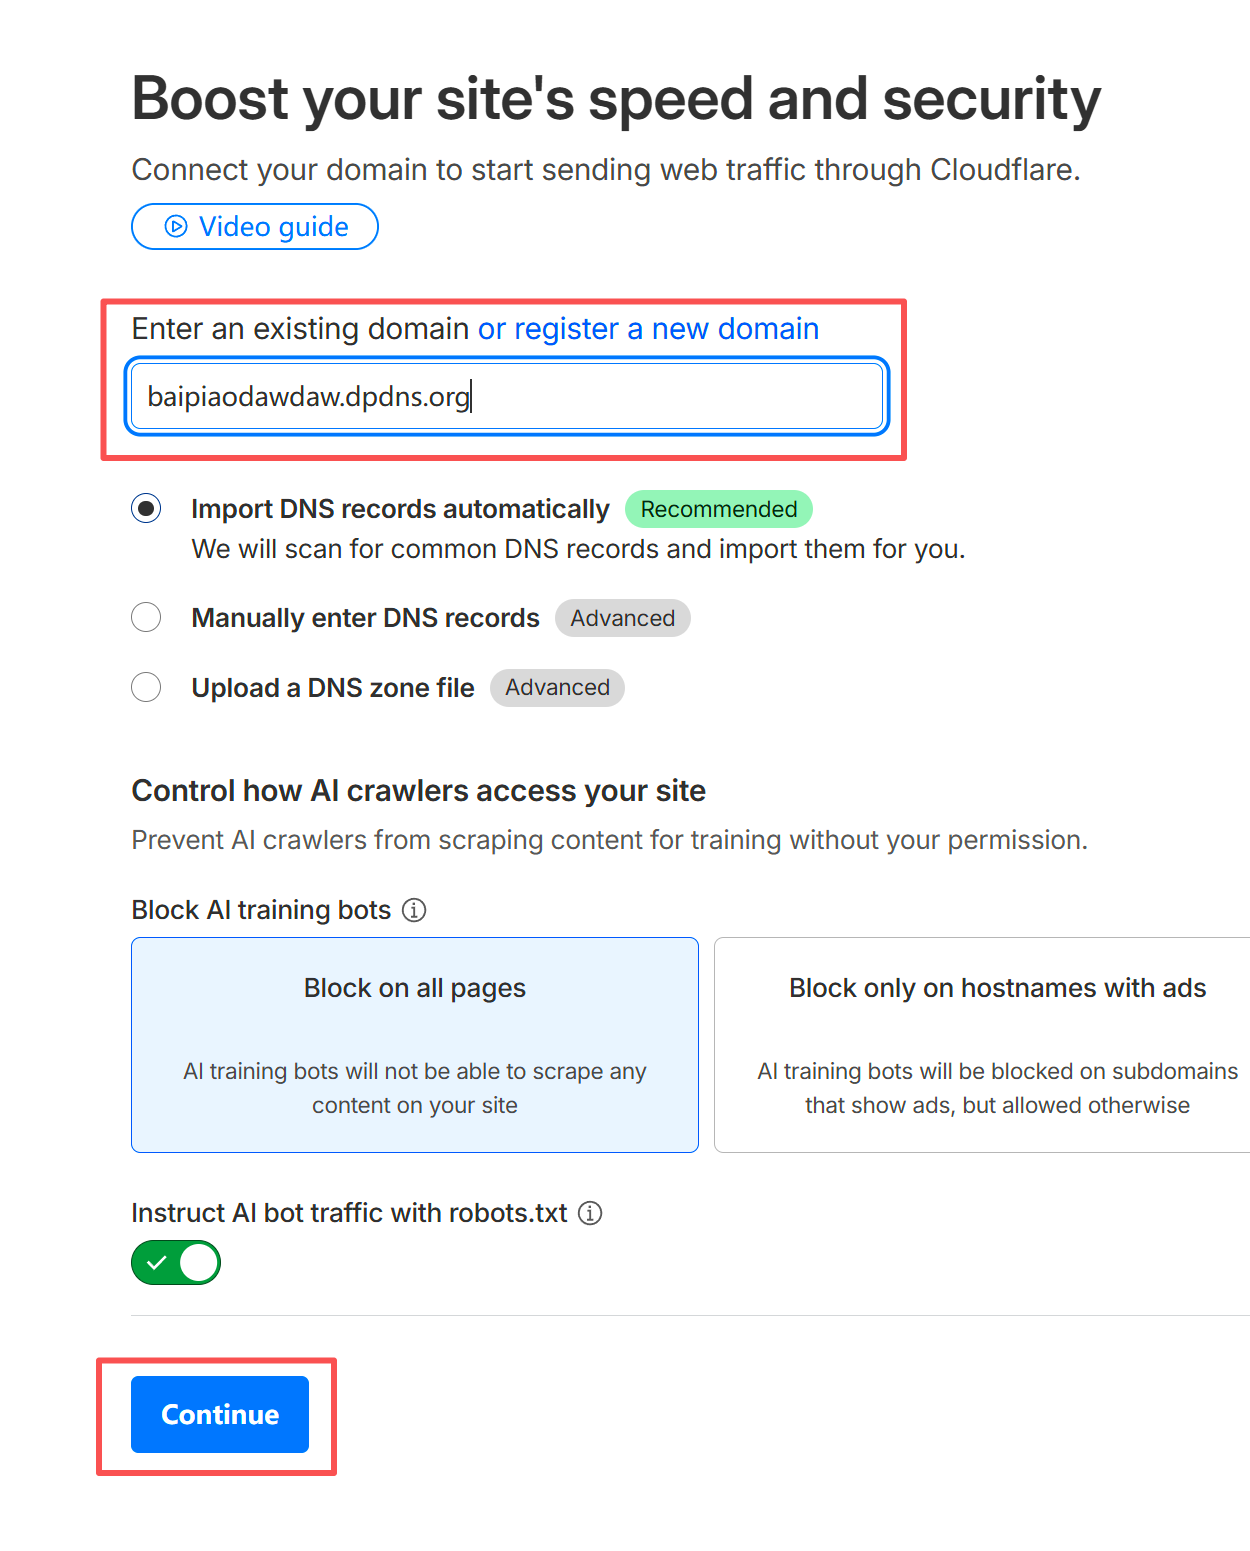 Boost your site's speed and security
Connect your domain to start sending web traffic through Cloudflare.
Video guide
Enter an existing domain or register a new domain
baipiaodawdaw.dpdns.org
Import DNS records automatically Recommended
We will scan for common DNS records and import them for you.
Manually enter DNS records Advanced
Upload a DNS zone file Advanced
Control how AI crawlers access your site
Prevent AI crawlers from scraping content for training without your permission.
Block AI training bots
Block on all pages
AI training bots will not be able to scrape any
content on your site
Block only on hostnames with ads
AI training bots will be blocked on subdomains
that show ads, but allowed otherwise
Instruct AI bot traffic with robots.txt
Continue